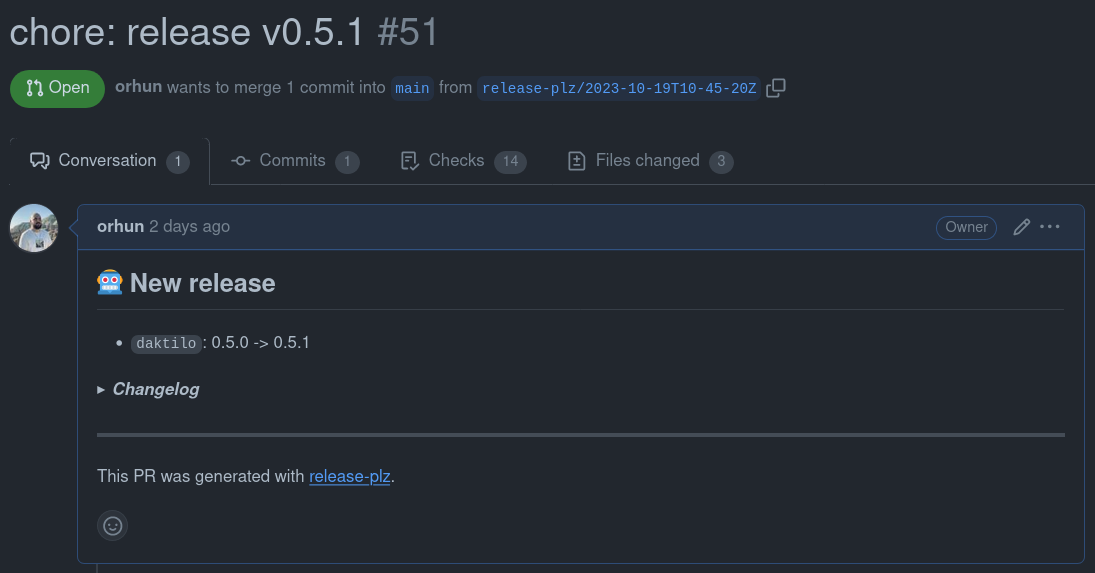 chore: release v0.5.1 #51
Open orhun wants to merge 1 commit into main from release-plz/2023-10-19T10-45-20Z
Conversation 1 Commits 1 Checks 14 Files changed 3
orhun 2 days ago Owner
New release
• daktilo: 0.5.0 -> 0.5.1
Changelog
This PR was generated with release-plz.